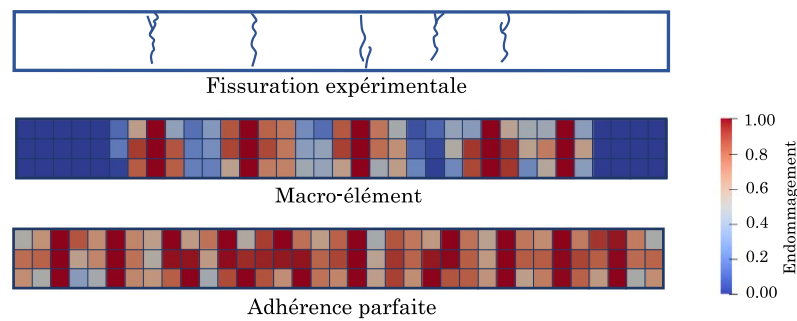 Fissuration expérimentale
Macro-élément
Adhérence parfaite
1.00
0.8
0.6
0.4
0.2
0.00
Endommagement